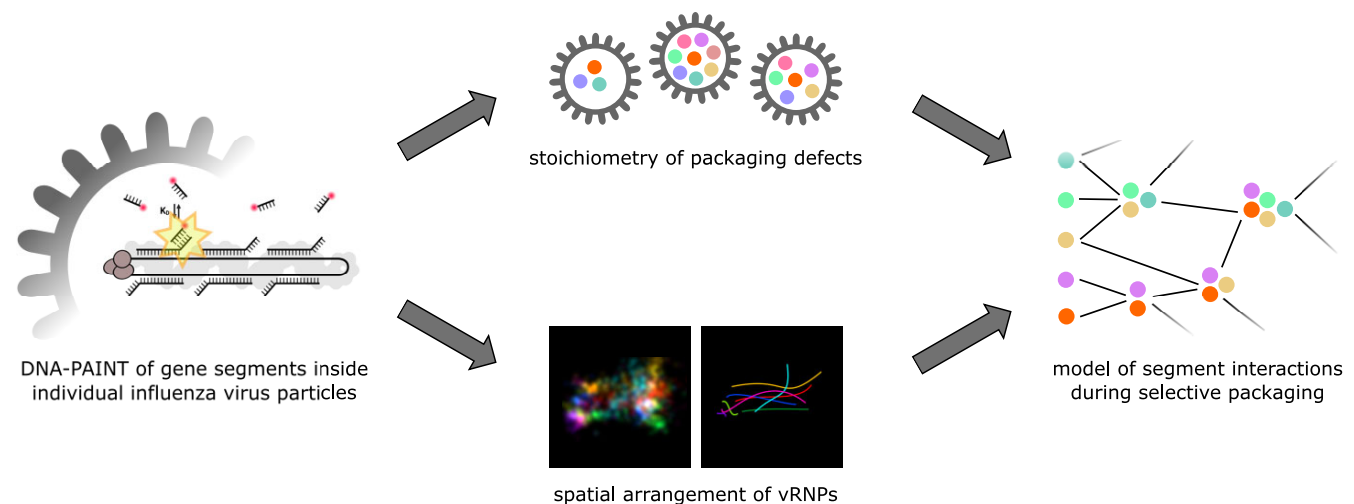 K₀
DNA-PAINT of gene segments inside
individual influenza virus particles
stoichiometry of packaging defects
spatial arrangement of vRNPs
model of segment interactions
during selective packaging